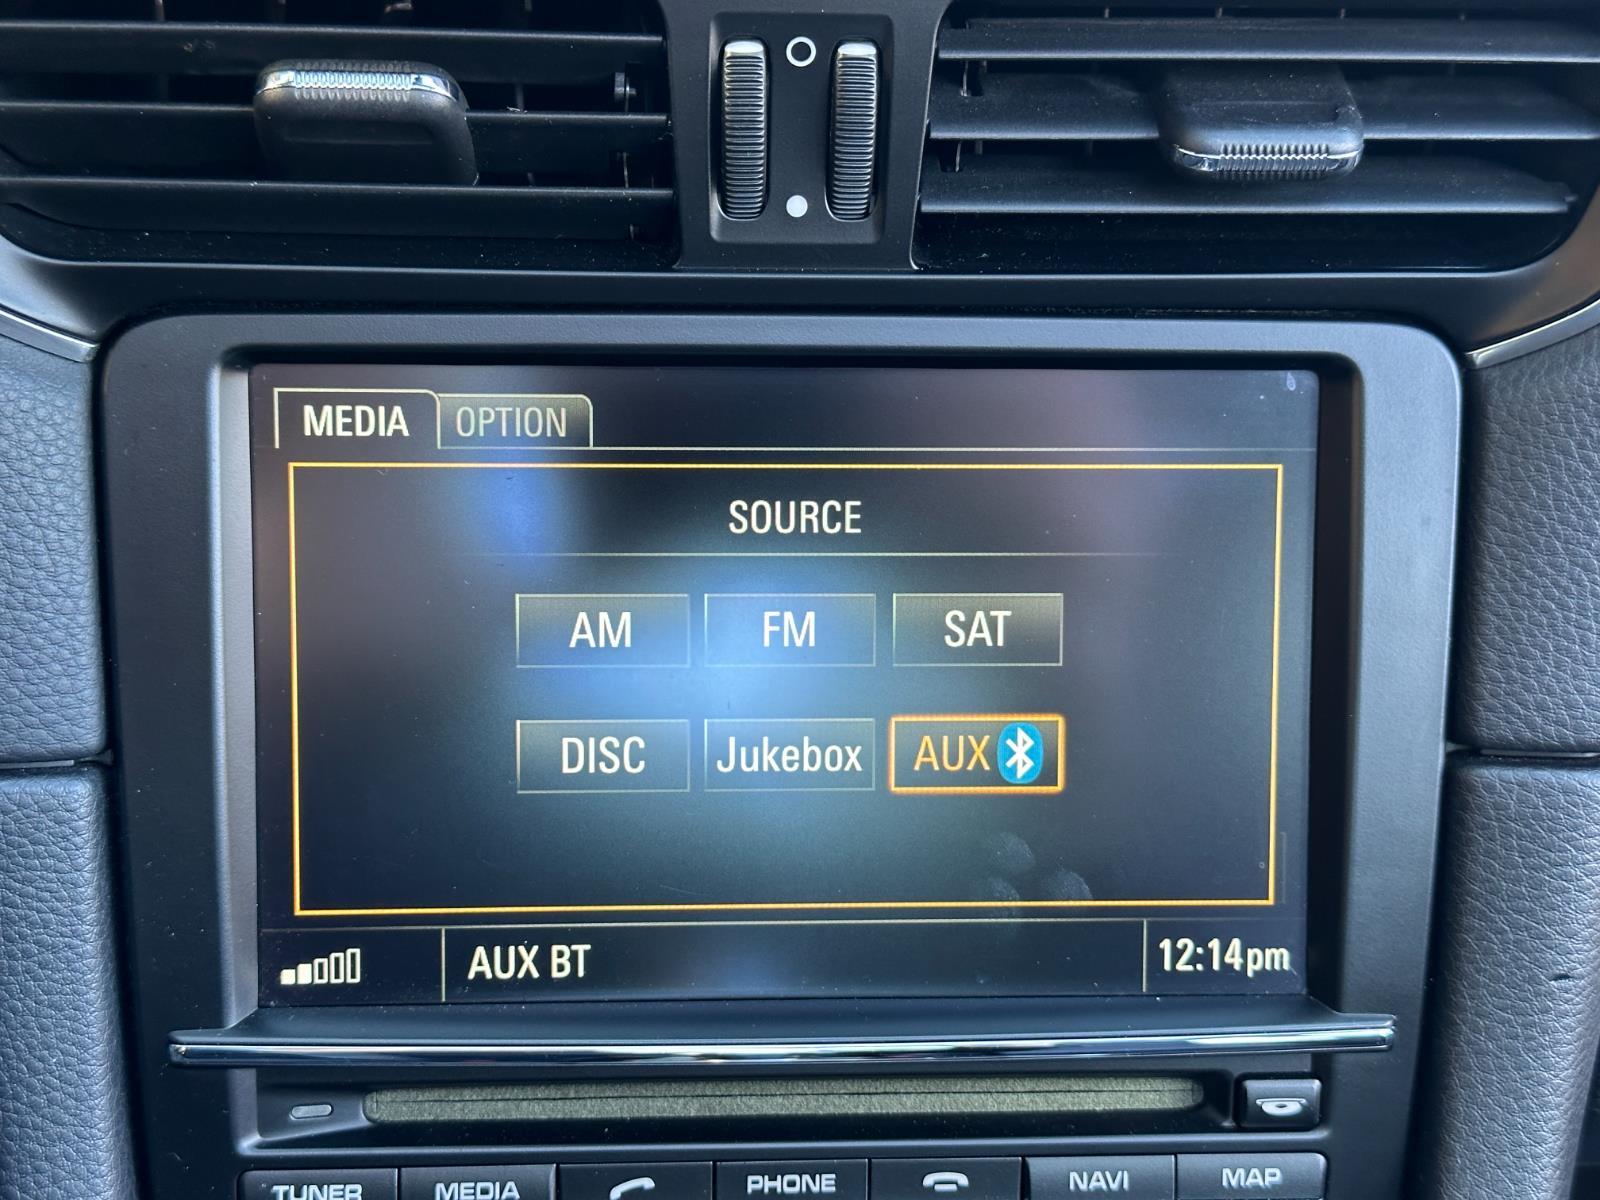 MEDIA OPTION
SOURCE
AM FM SAT
DISC Jukebox AUX
AUX BT 12:14pm
TUNER MEDIA PHONE NAVI MAP